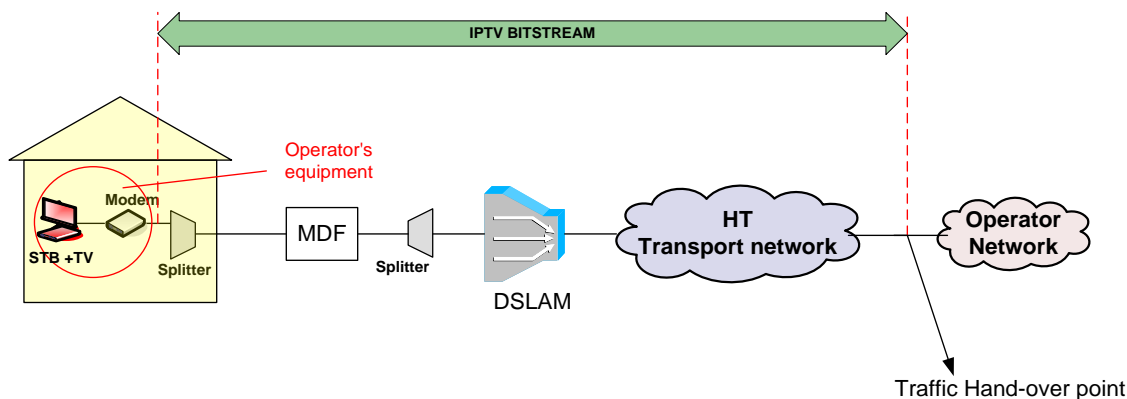 IPTV BITSTREAM
Operator's
equipment
Modem
STB +TV
Splitter
MDF
Splitter
DSLAM
HT
Transport network
Operator
Network
Traffic Hand-over point